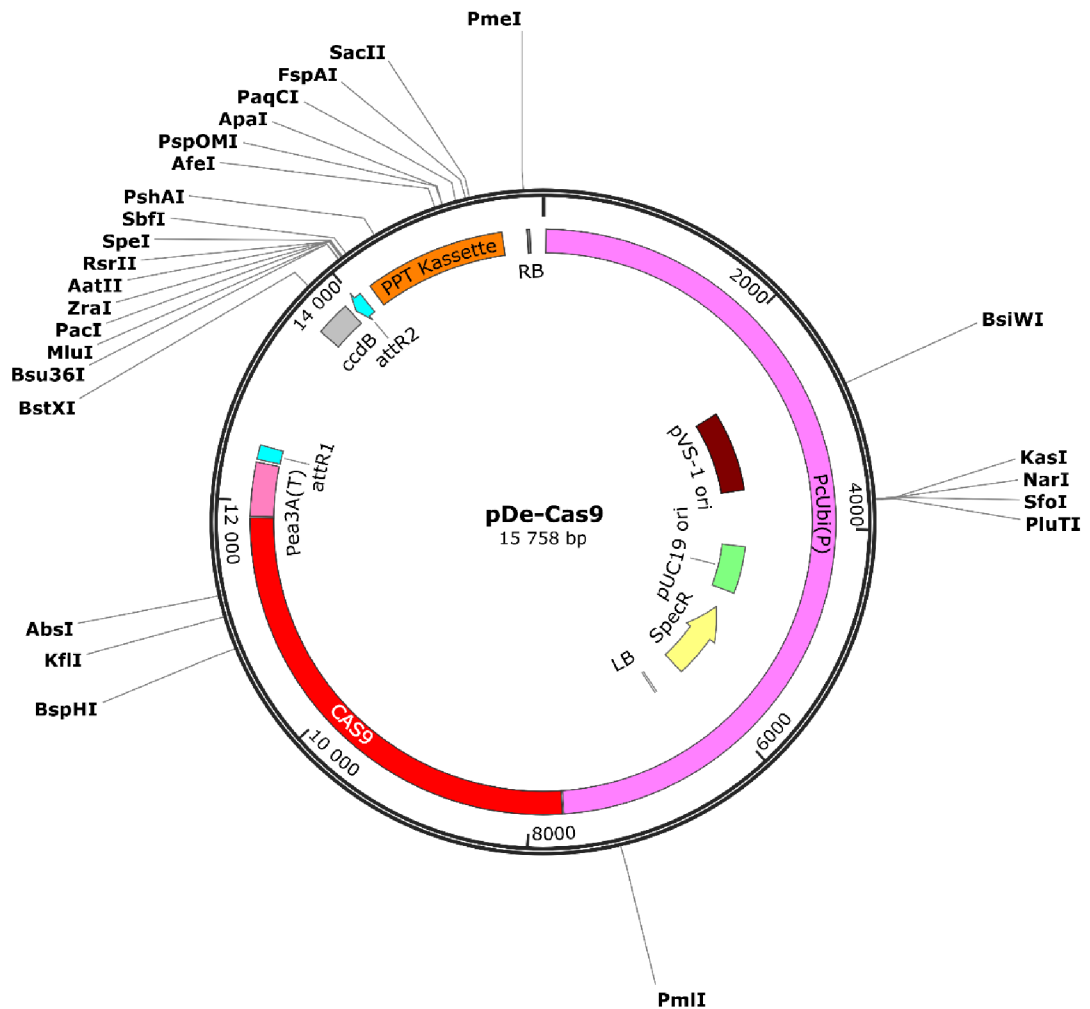 PmeI
SacII
FspAI
PaqCI
ApaI
PspOMI
AfeI
PshAI
SbfI
SpeI
RsrII
AatII
ZraI
PacI
MluI
Bsu36I
BstXI
PPT Kassette
RB
2000
14 000
ccdB
attR2
BsiWI
attR1
Pea3A(T)
pVS-1 ori
PcUbi(P)
4000
KasI
NarI
SfoI
PluTI
12 000
pDe-Cas9
15 758 bp
pUC19 ori
SpecR
LB
AbsI
KflI
BspHI
CAS9
10 000
6000
8000
PmlI